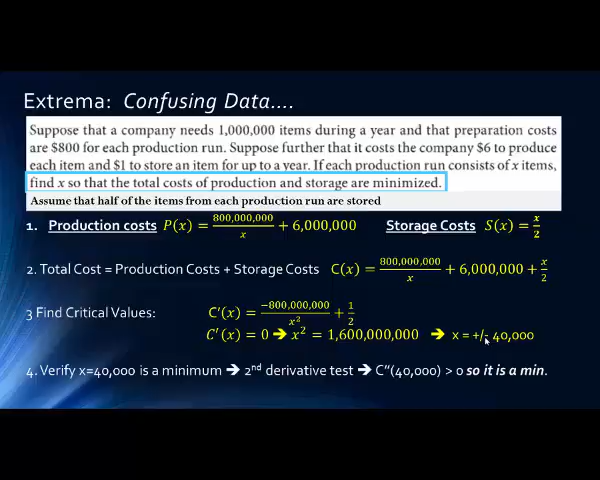 Extrema: Confusing Data....
Suppose that a company needs 1,000,000 items during a year and that preparation costs
are $800 for each production run. Suppose further that it costs the company $6 to produce
each item and $1 to store an item for up to a year. If each production run consists of x items,
find x so that the total costs of production and storage are minimized.
Assume that half of the items from each production run are stored
1. Production costs P(x) = 800,000,000/x + 6,000,000 Storage Costs S(x) = x/2
2. Total Cost = Production Costs + Storage Costs C(x) = 800,000,000/x + 6,000,000 + x/2
3 Find Critical Values: C′(x) = −800,000,000/x² + 1/2
C′(x) = 0 ➔ x² = 1,600,000,000 ➔ x = +/- 40,000
4. Verify x=40,000 is a minimum ➔ 2nd derivative test ➔ C″(40,000) > 0 so it is a min.